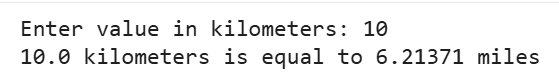 Enter value in kilometers: 10
10.0 kilometers is equal to 6.21371 miles